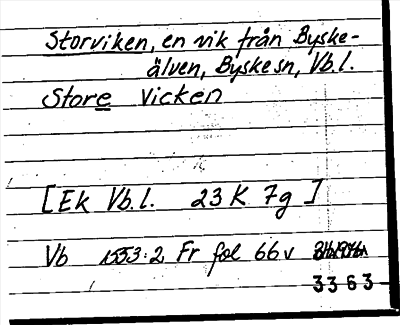 Storviken, en vik från Byske-
älven, Byske sn, Vb.l.
Store Vicken
[Ek Vb.l. 23 K 7g]
Vb 1553:2 Fr fol 66v
3363